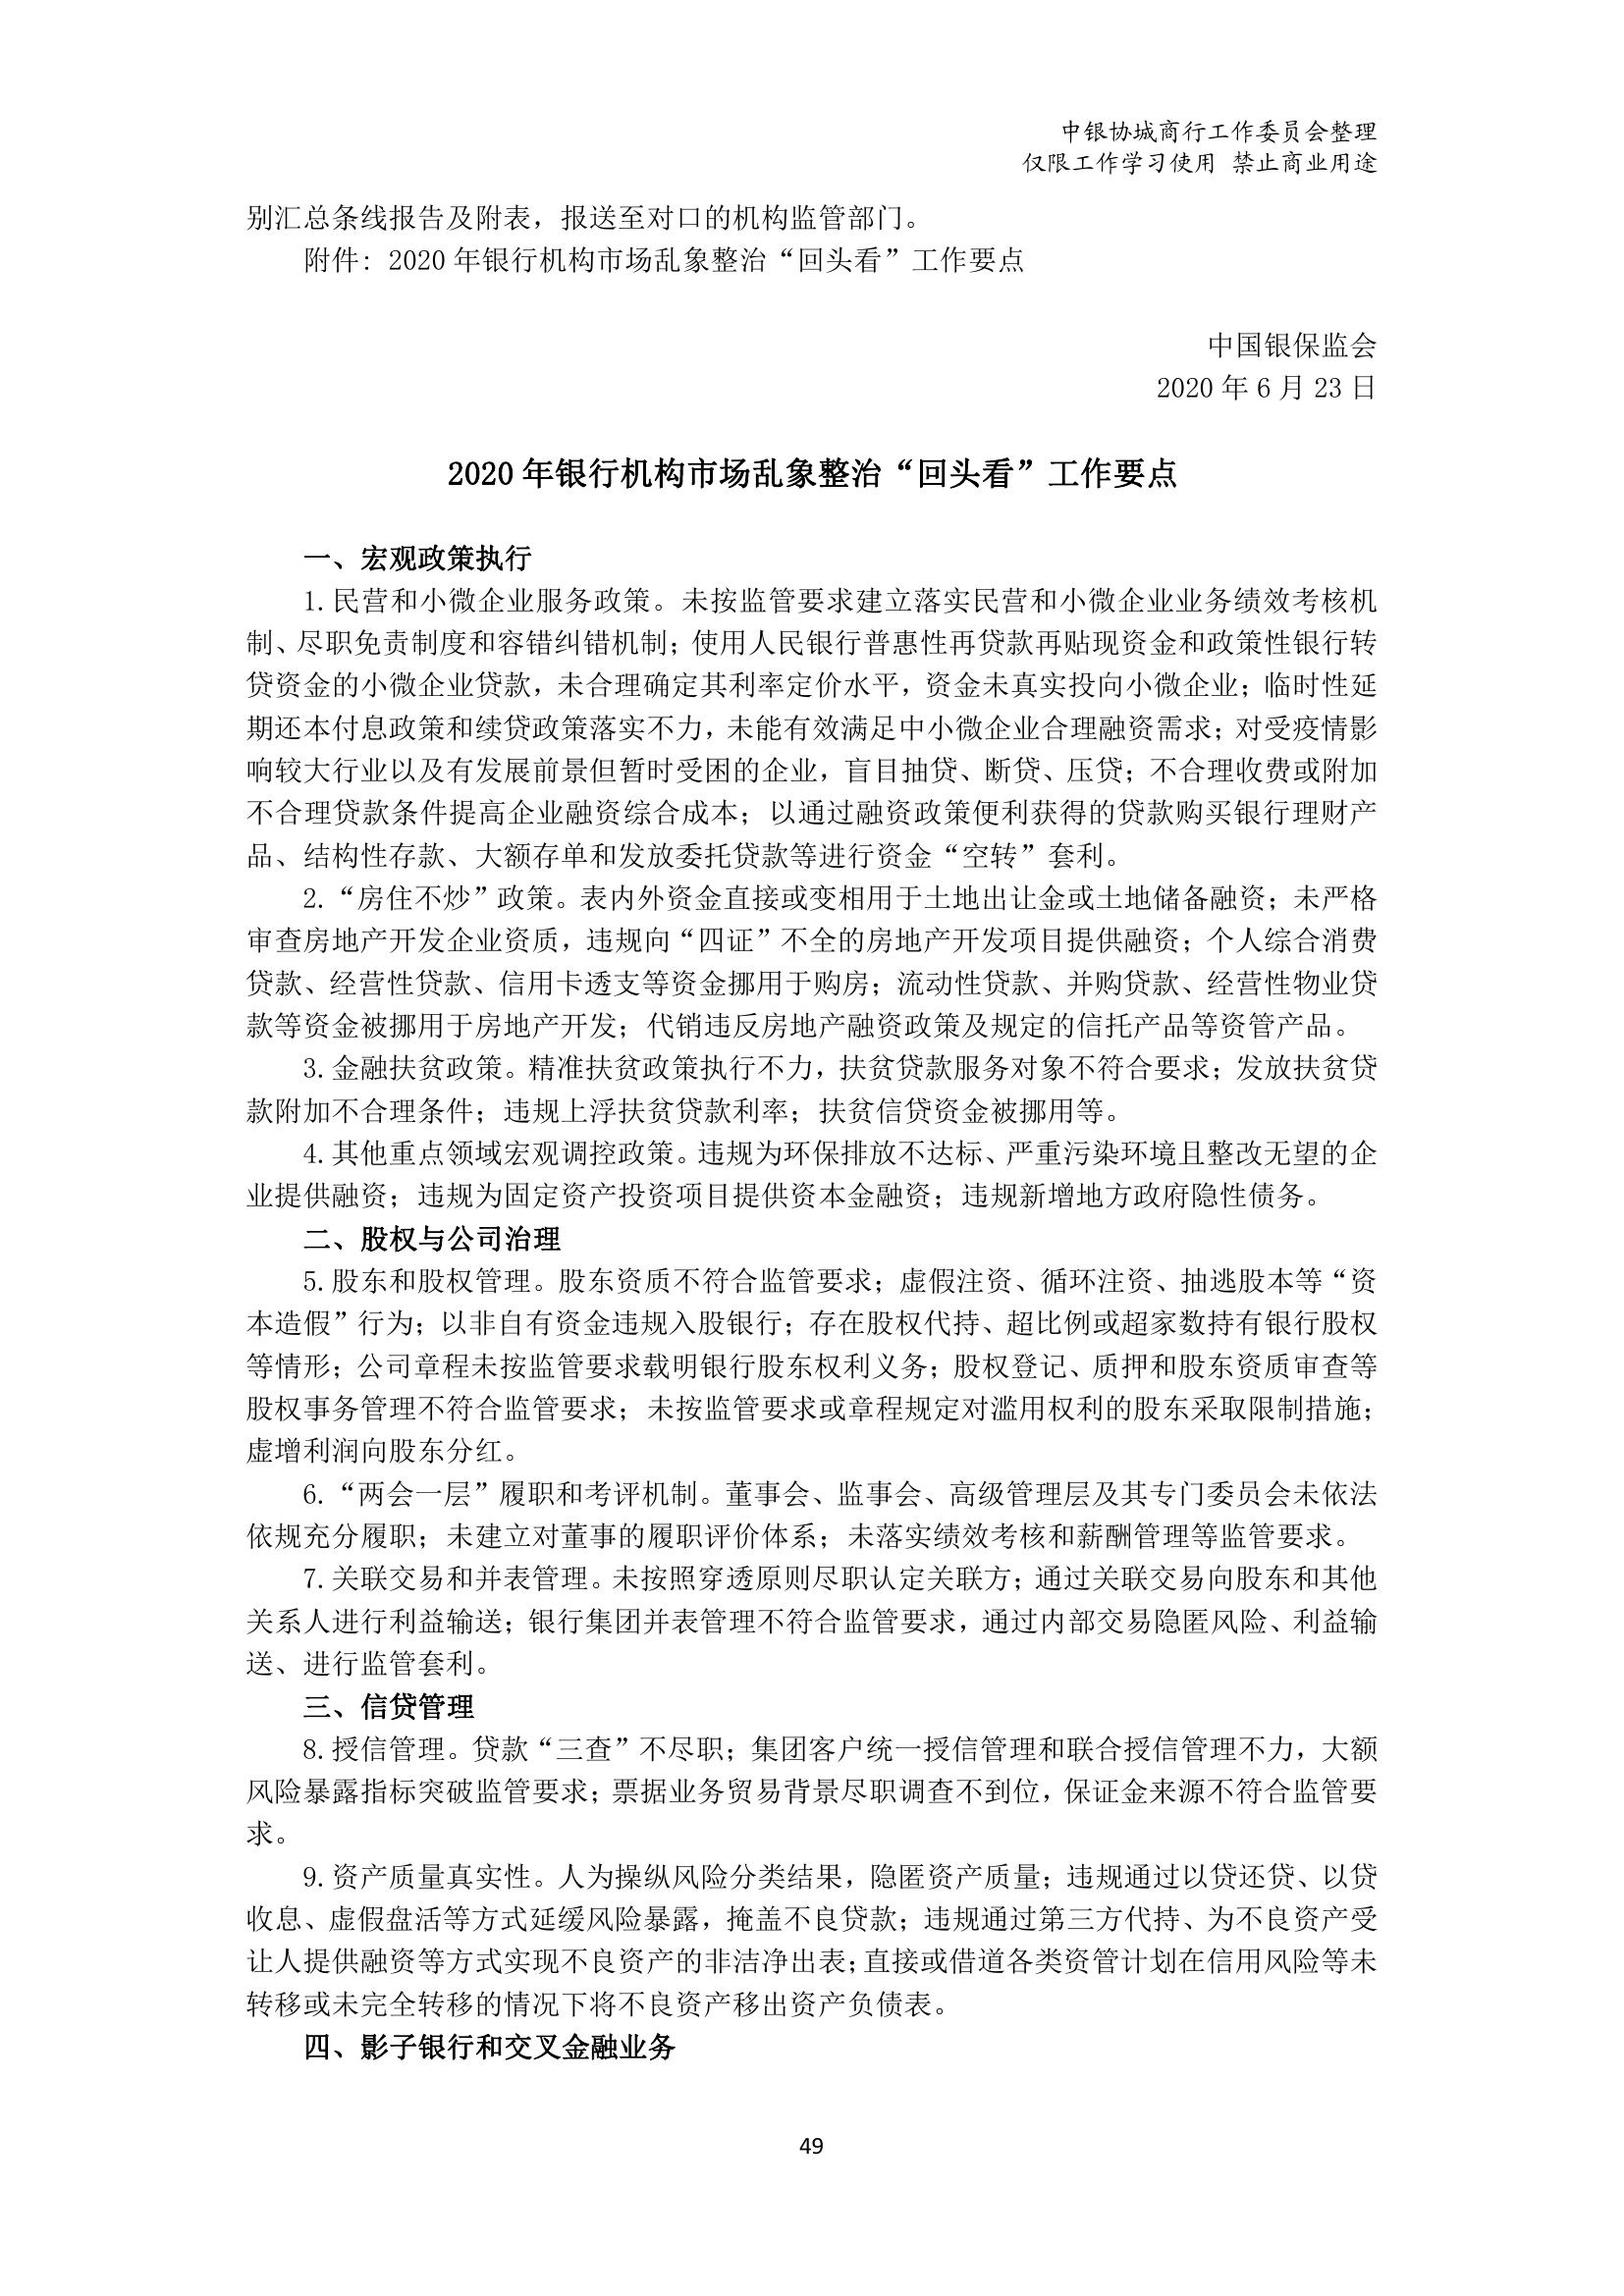 中银协城商行工作委员会整理
仅限工作学习使用 禁止商业用途
别汇总条线报告及附表，报送至对口的机构监管部门。
附件: 2020 年银行机构市场乱象整治“回头看”工作要点
中国银保监会
2020 年 6 月 23 日
2020 年银行机构市场乱象整治“回头看”工作要点
一、宏观政策执行
1.民营和小微企业服务政策。未按监管要求建立落实民营和小微企业业务绩效考核机
制、尽职免责制度和容错纠错机制；使用人民银行普惠性再贷款再贴现资金和政策性银行转
贷资金的小微企业贷款，未合理确定其利率定价水平，资金未真实投向小微企业；临时性延
期还本付息政策和续贷政策落实不力，未能有效满足中小微企业合理融资需求；对受疫情影
响较大行业以及有发展前景但暂时受困的企业，盲目抽贷、断贷、压贷；不合理收费或附加
不合理贷款条件提高企业融资综合成本；以通过融资政策便利获得的贷款购买银行理财产
品、结构性存款、大额存单和发放委托贷款等进行资金“空转”套利。
2.“房住不炒”政策。表内外资金直接或变相用于土地出让金或土地储备融资；未严格
审查房地产开发企业资质，违规向“四证”不全的房地产开发项目提供融资；个人综合消费
贷款、经营性贷款、信用卡透支等资金挪用于购房；流动性贷款、并购贷款、经营性物业贷
款等资金被挪用于房地产开发；代销违反房地产融资政策及规定的信托产品等资管产品。
3.金融扶贫政策。精准扶贫政策执行不力，扶贫贷款服务对象不符合要求；发放扶贫贷
款附加不合理条件；违规上浮扶贫贷款利率；扶贫信贷资金被挪用等。
4.其他重点领域宏观调控政策。违规为环保排放不达标、严重污染环境且整改无望的企
业提供融资；违规为固定资产投资项目提供资本金融资；违规新增地方政府隐性债务。
二、股权与公司治理
5.股东和股权管理。股东资质不符合监管要求；虚假注资、循环注资、抽逃股本等“资
本造假”行为；以非自有资金违规入股银行；存在股权代持、超比例或超家数持有银行股权
等情形；公司章程未按监管要求载明银行股东权利义务；股权登记、质押和股东资质审查等
股权事务管理不符合监管要求；未按监管要求或章程规定对滥用权利的股东采取限制措施；
虚增利润向股东分红。
6.“两会一层”履职和考评机制。董事会、监事会、高级管理层及其专门委员会未依法
依规充分履职；未建立对董事的履职评价体系；未落实绩效考核和薪酬管理等监管要求。
7.关联交易和并表管理。未按照穿透原则尽职认定关联方；通过关联交易向股东和其他
关系人进行利益输送；银行集团并表管理不符合监管要求，通过内部交易隐匿风险、利益输
送、进行监管套利。
三、信贷管理
8.授信管理。贷款“三查”不尽职；集团客户统一授信管理和联合授信管理不力，大额
风险暴露指标突破监管要求；票据业务贸易背景尽职调查不到位，保证金来源不符合监管要
求。
9.资产质量真实性。人为操纵风险分类结果，隐匿资产质量；违规通过以贷还贷、以贷
收息、虚假盘活等方式延缓风险暴露，掩盖不良贷款；违规通过第三方代持、为不良资产受
让人提供融资等方式实现不良资产的非洁净出表；直接或借道各类资管计划在信用风险等未
转移或未完全转移的情况下将不良资产移出资产负债表。
四、影子银行和交叉金融业务
49